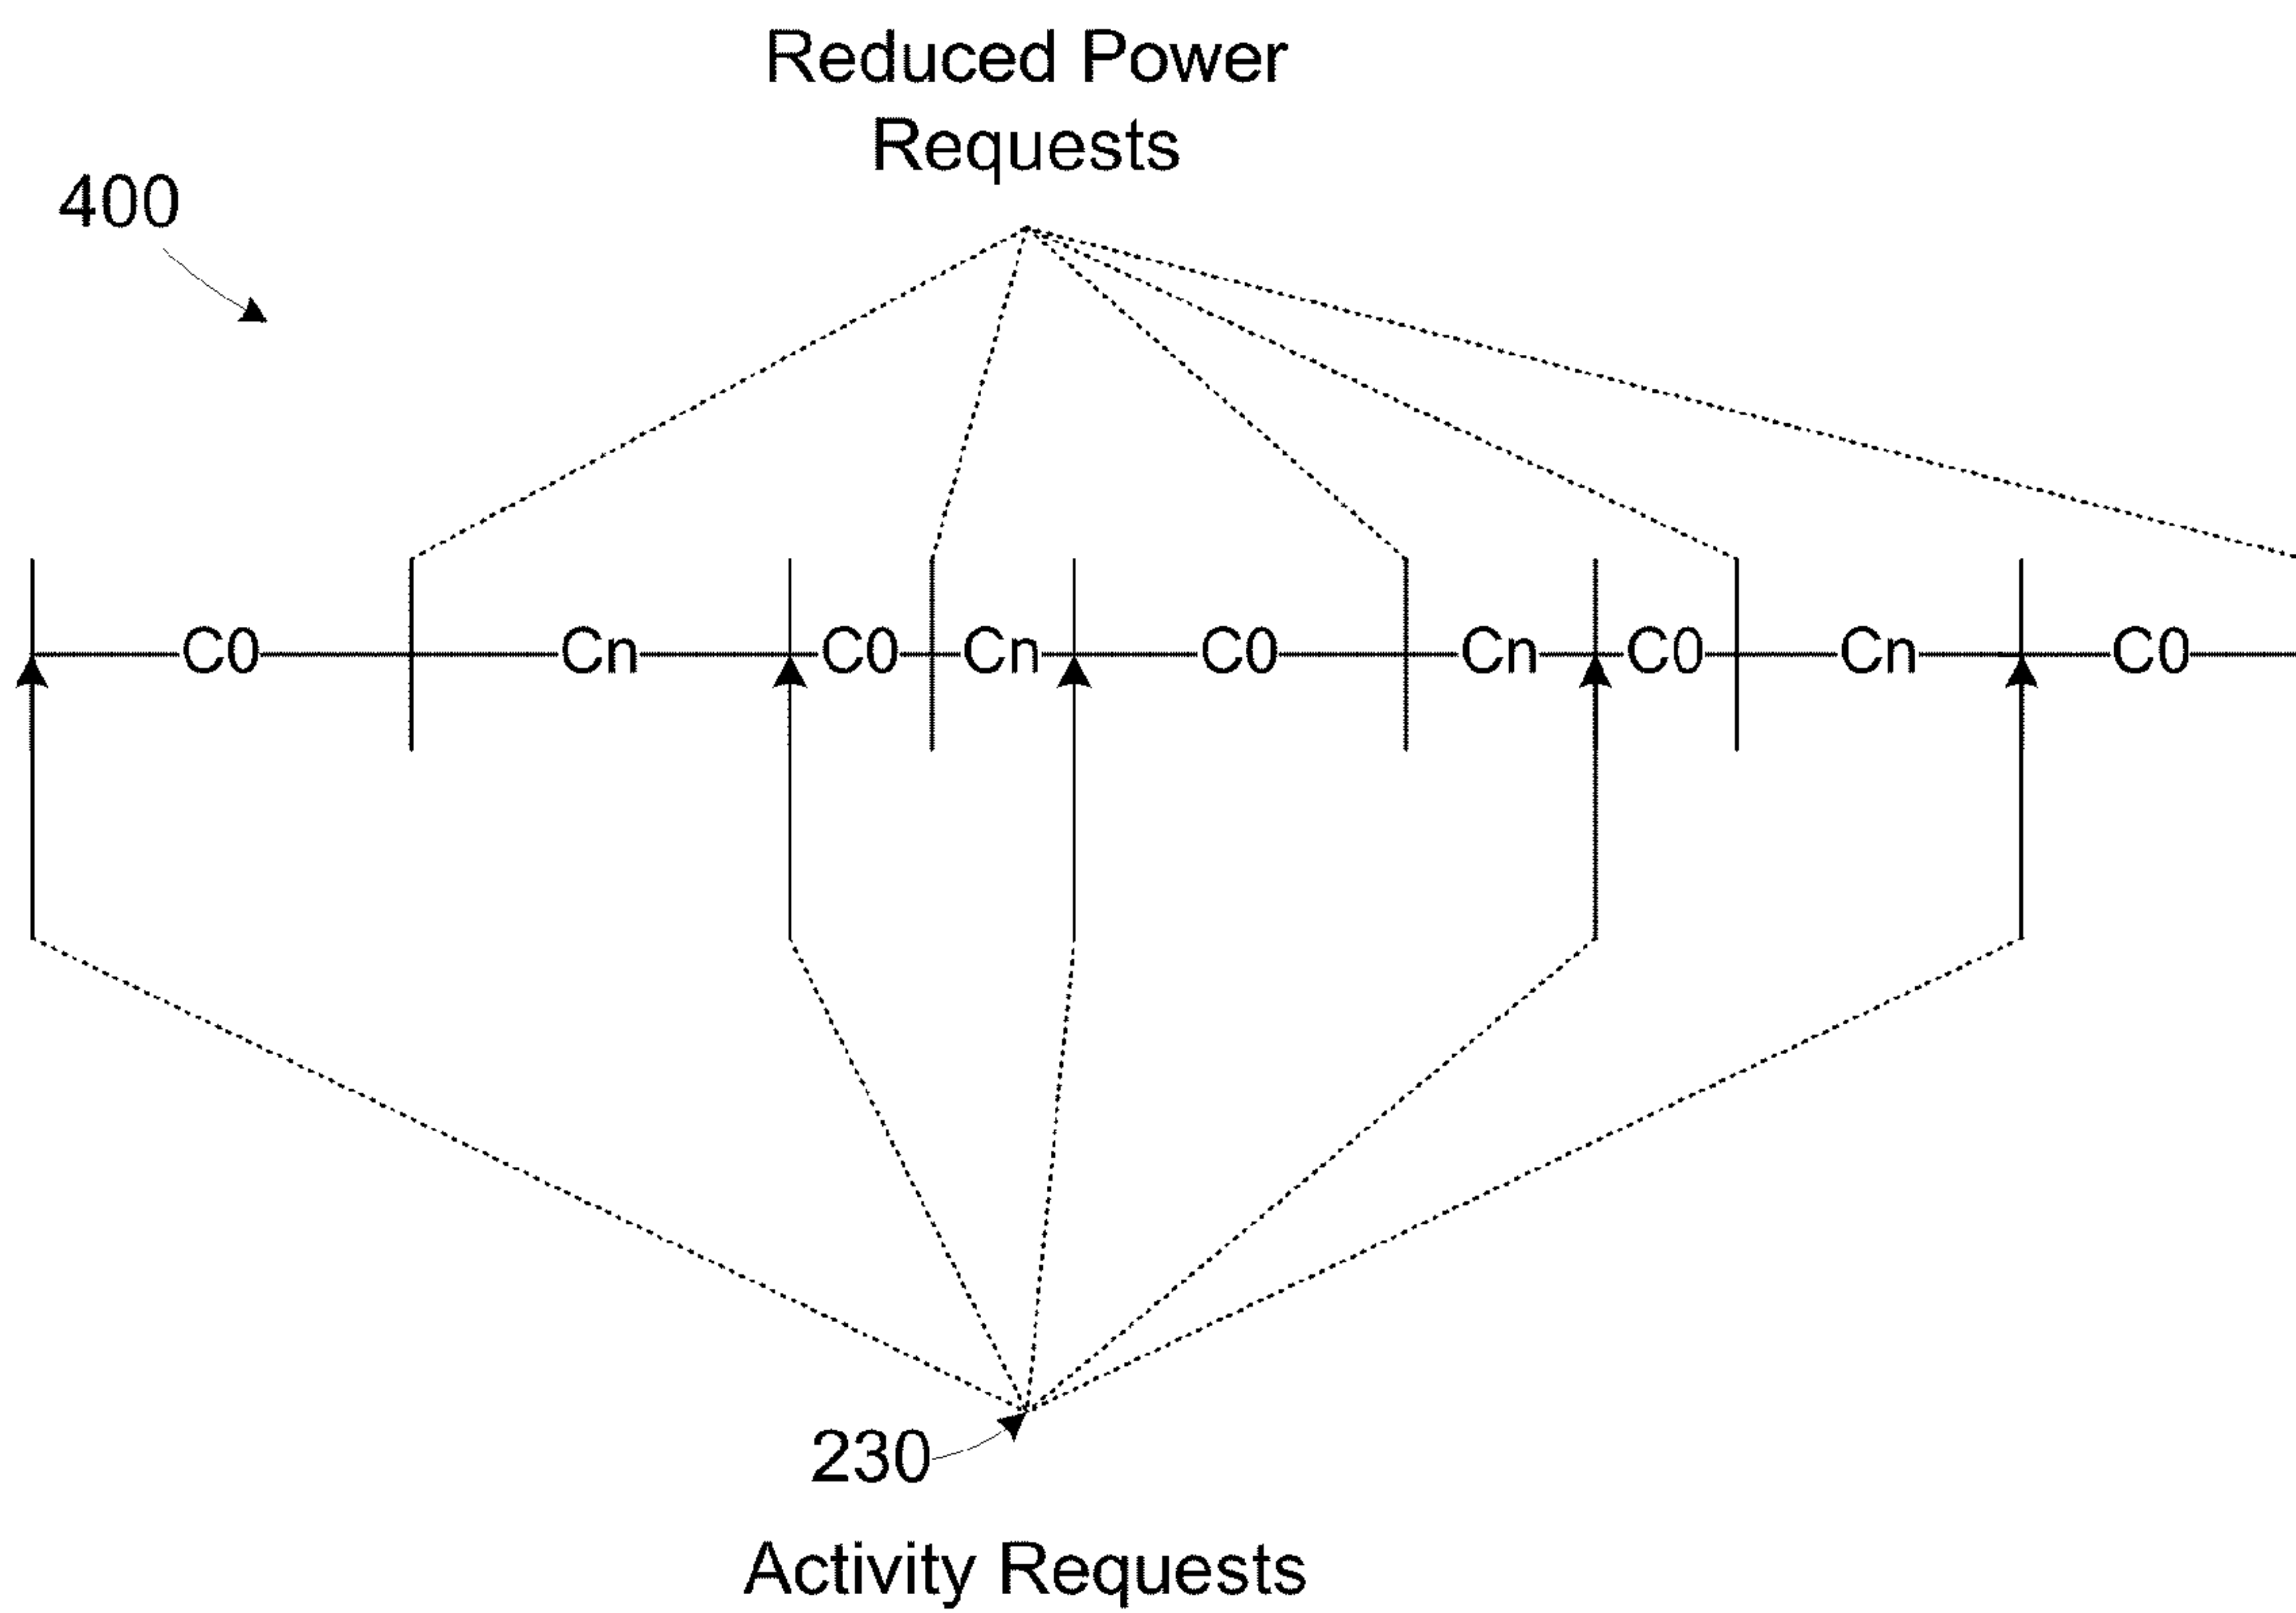 Reduced Power
Requests
400
C0 Cn C0 Cn C0 Cn C0 Cn C0
230
Activity Requests